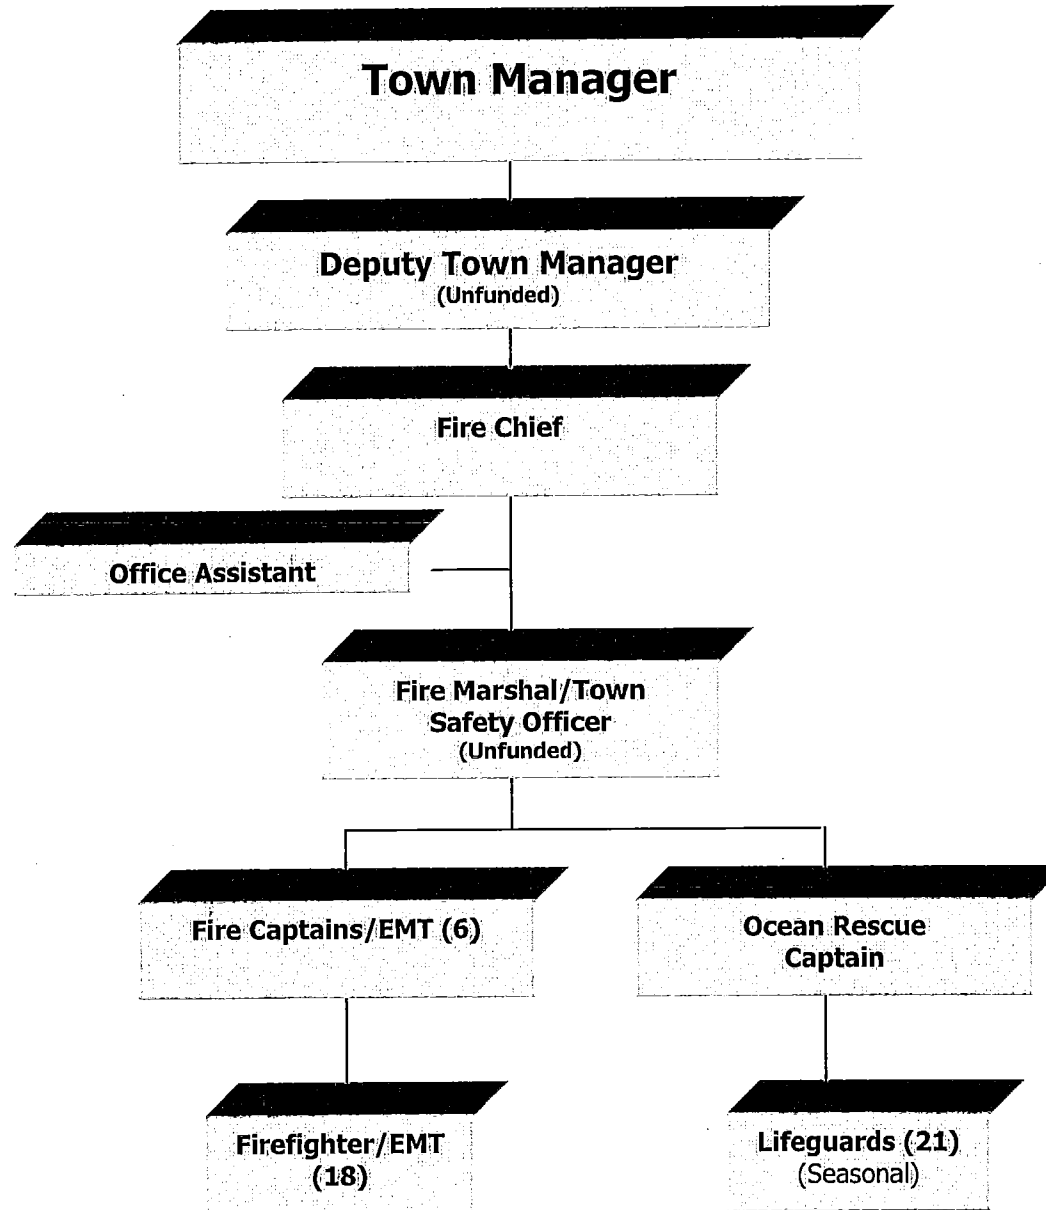 Town Manager
Deputy Town Manager
(Unfunded)
Fire Chief
Office Assistant
Fire Marshal/Town
Safety Officer
(Unfunded)
Fire Captains/EMT (6)
Ocean Rescue
Captain
Firefighter/EMT
(18)
Lifeguards (21)
(Seasonal)